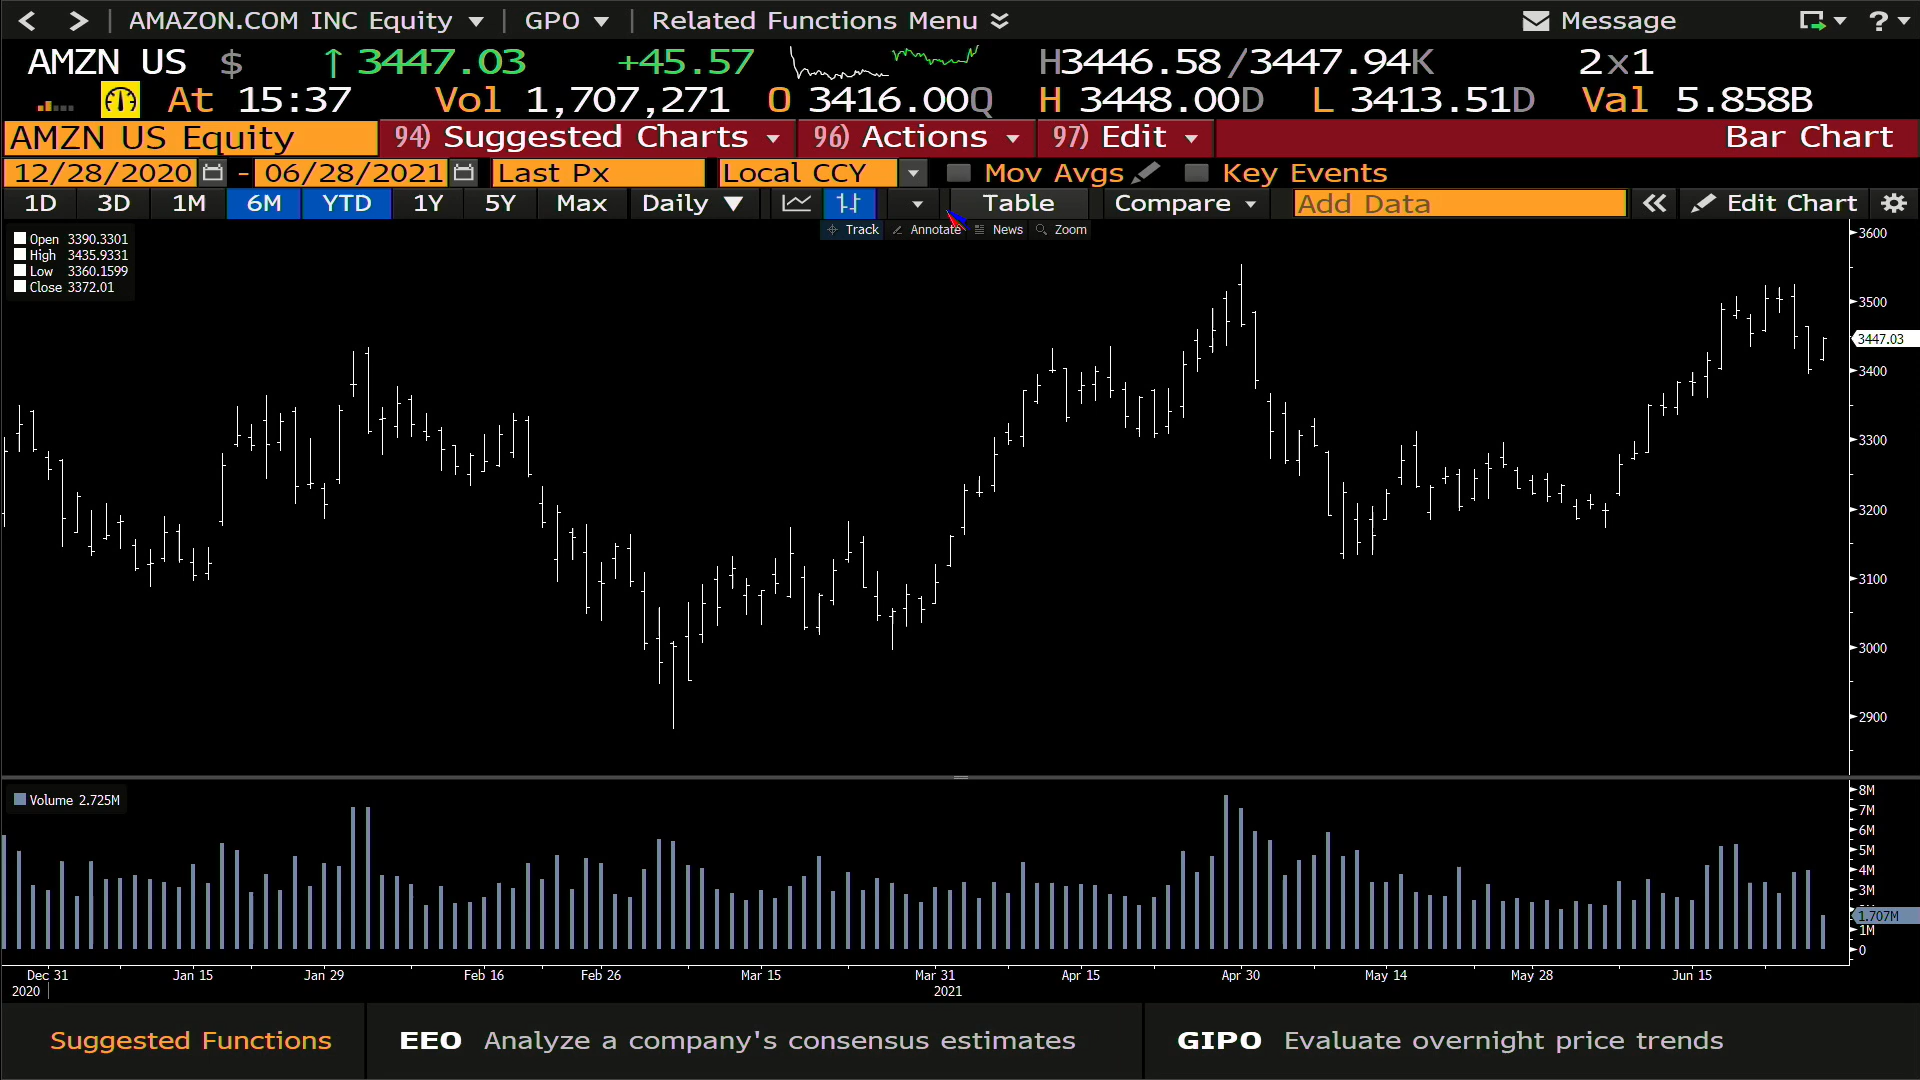 AMAZON.COM INC Equity GPO Related Functions Menu Message ?
AMZN US $ ↑ 3447.03 +45.57 H3446.58/3447.94K 2x1
At 15:37 Vol 1,707,271 O 3416.00Q H 3448.00D L 3413.51D Val 5.858B
AMZN US Equity 94) Suggested Charts 96) Actions 97) Edit Bar Chart
12/28/2020 - 06/28/2021 Last Px Local CCY Mov Avgs Key Events
1D 3D 1M 6M YTD 1Y 5Y Max Daily Table Compare Add Data Edit Chart
Track Annotate News Zoom
Open 3390.3301
High 3435.9331
Low 3360.1599
Close 3372.01
3600
3500
3447.03
3400
3300
3200
3100
3000
2900
Volume 2.725M
8M
7M
6M
5M
4M
3M
1.707M
1M
0
Dec 31 Jan 15 Jan 29 Feb 16 Feb 26 Mar 15 Mar 31 Apr 15 Apr 30 May 14 May 28 Jun 15
2020 2021
Suggested Functions EEO Analyze a company's consensus estimates GIPO Evaluate overnight price trends